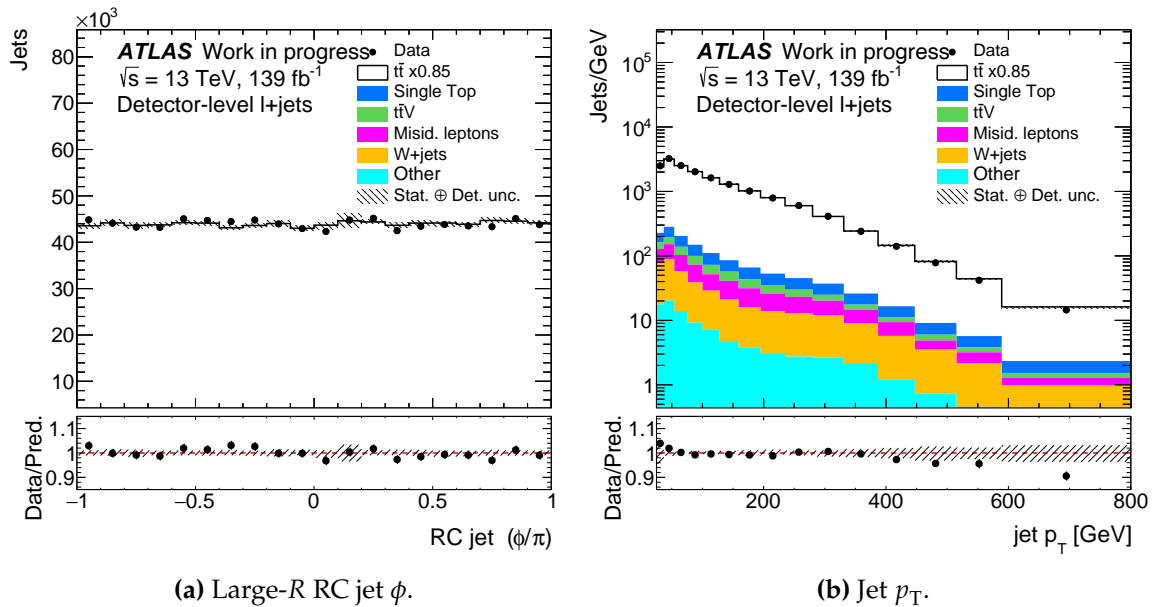 ×10³
Jets
80
70
60
50
40
30
20
10
ATLAS Work in progress
√s = 13 TeV, 139 fb⁻¹
Detector-level l+jets
Data
tt̄ x0.85
Single Top
tt̄V
Misid. leptons
W+jets
Other
Stat. ⊕ Det. unc.
Data/Pred.
1.1
1
0.9
−1 −0.5 0 0.5 1
RC jet (ϕ/π)
(a) Large-R RC jet ϕ.
Jets/GeV
10⁵
10⁴
10³
10²
10
1
ATLAS Work in progress
√s = 13 TeV, 139 fb⁻¹
Detector-level l+jets
Data
tt̄ x0.85
Single Top
tt̄V
Misid. leptons
W+jets
Other
Stat. ⊕ Det. unc.
Data/Pred.
1.1
1
0.9
200 400 600 800
jet p_T [GeV]
(b) Jet p_T.